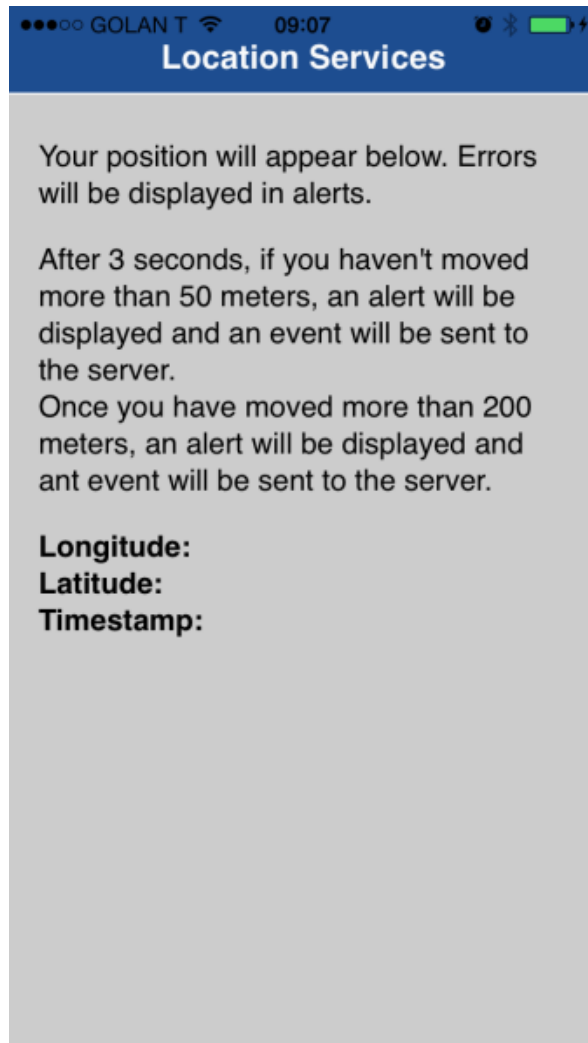 GOLAN T 09:07
Location Services
Your position will appear below. Errors
will be displayed in alerts.
After 3 seconds, if you haven't moved
more than 50 meters, an alert will be
displayed and an event will be sent to
the server.
Once you have moved more than 200
meters, an alert will be displayed and
ant event will be sent to the server.
Longitude:
Latitude:
Timestamp: